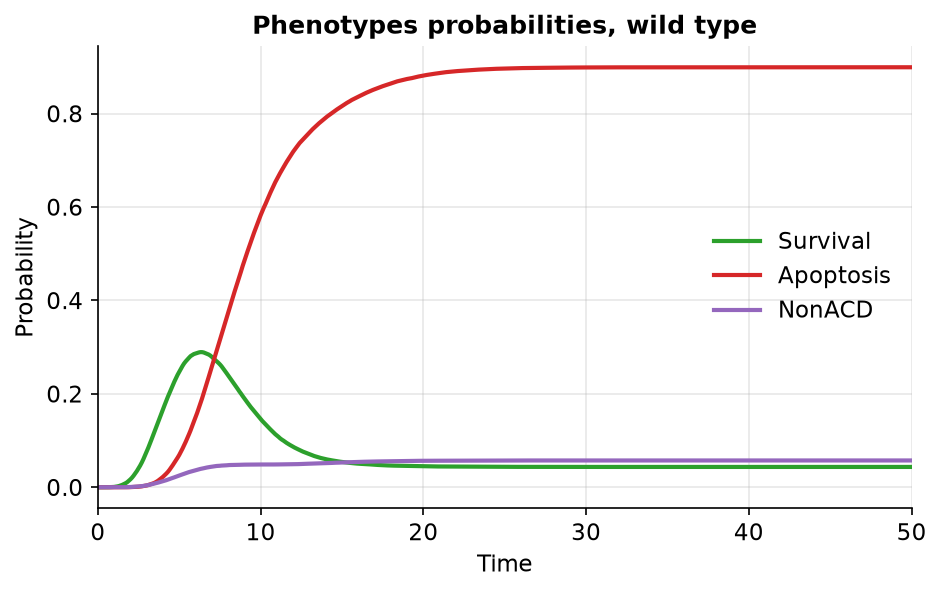 Phenotypes probabilities, wild type
Probability
0.8
0.6
0.4
0.2
0.0
Survival
Apoptosis
NonACD
0 10 20 30 40 50
Time